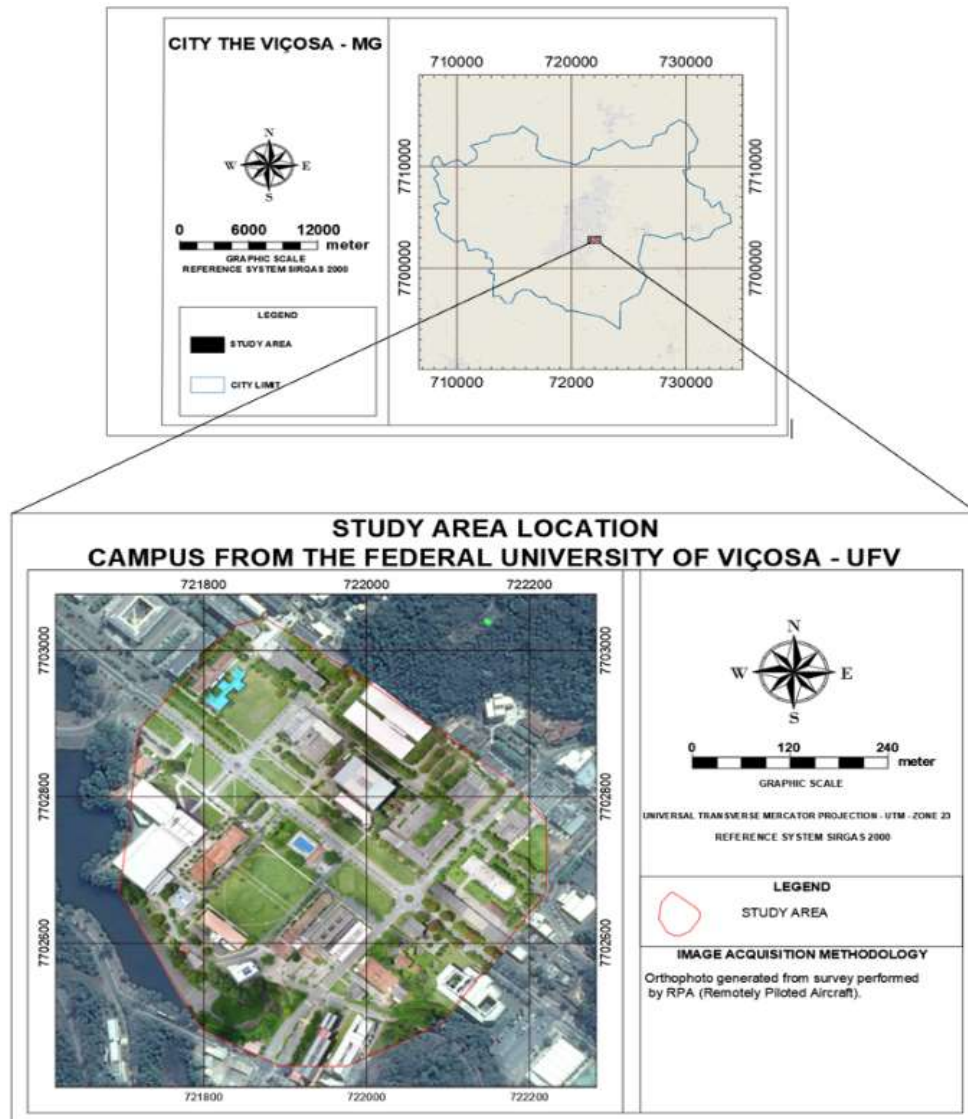 CITY THE VIÇOSA - MG
N
W E
S
0 6000 12000 meter
GRAPHIC SCALE
REFERENCE SYSTEM SIRGAS 2000
LEGEND
STUDY AREA
CITY LIMIT
710000 720000 730000
7710000 7710000
7700000 7700000
710000 72000 730000
STUDY AREA LOCATION
CAMPUS FROM THE FEDERAL UNIVERSITY OF VIÇOSA - UFV
721800 722000 722200
7703000 7703000
7702800 7702800
7702600 7702600
721800 722000 722200
N
W E
S
0 120 240 meter
GRAPHIC SCALE
UNIVERSAL TRANSVERSE MERCATOR PROJECTION - UTM - ZONE 23
REFERENCE SYSTEM SIRGAS 2000
LEGEND
STUDY AREA
IMAGE ACQUISITION METHODOLOGY
Orthophoto generated from survey performed
by RPA (Remotely Piloted Aircraft).